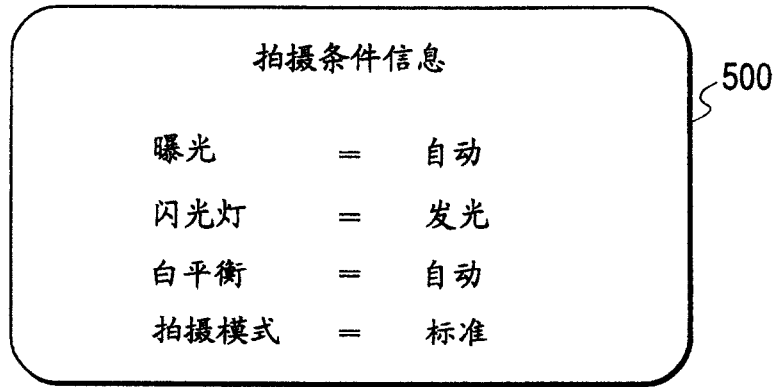 拍摄条件信息
500
曝光 = 自动
闪光灯 = 发光
白平衡 = 自动
拍摄模式 = 标准